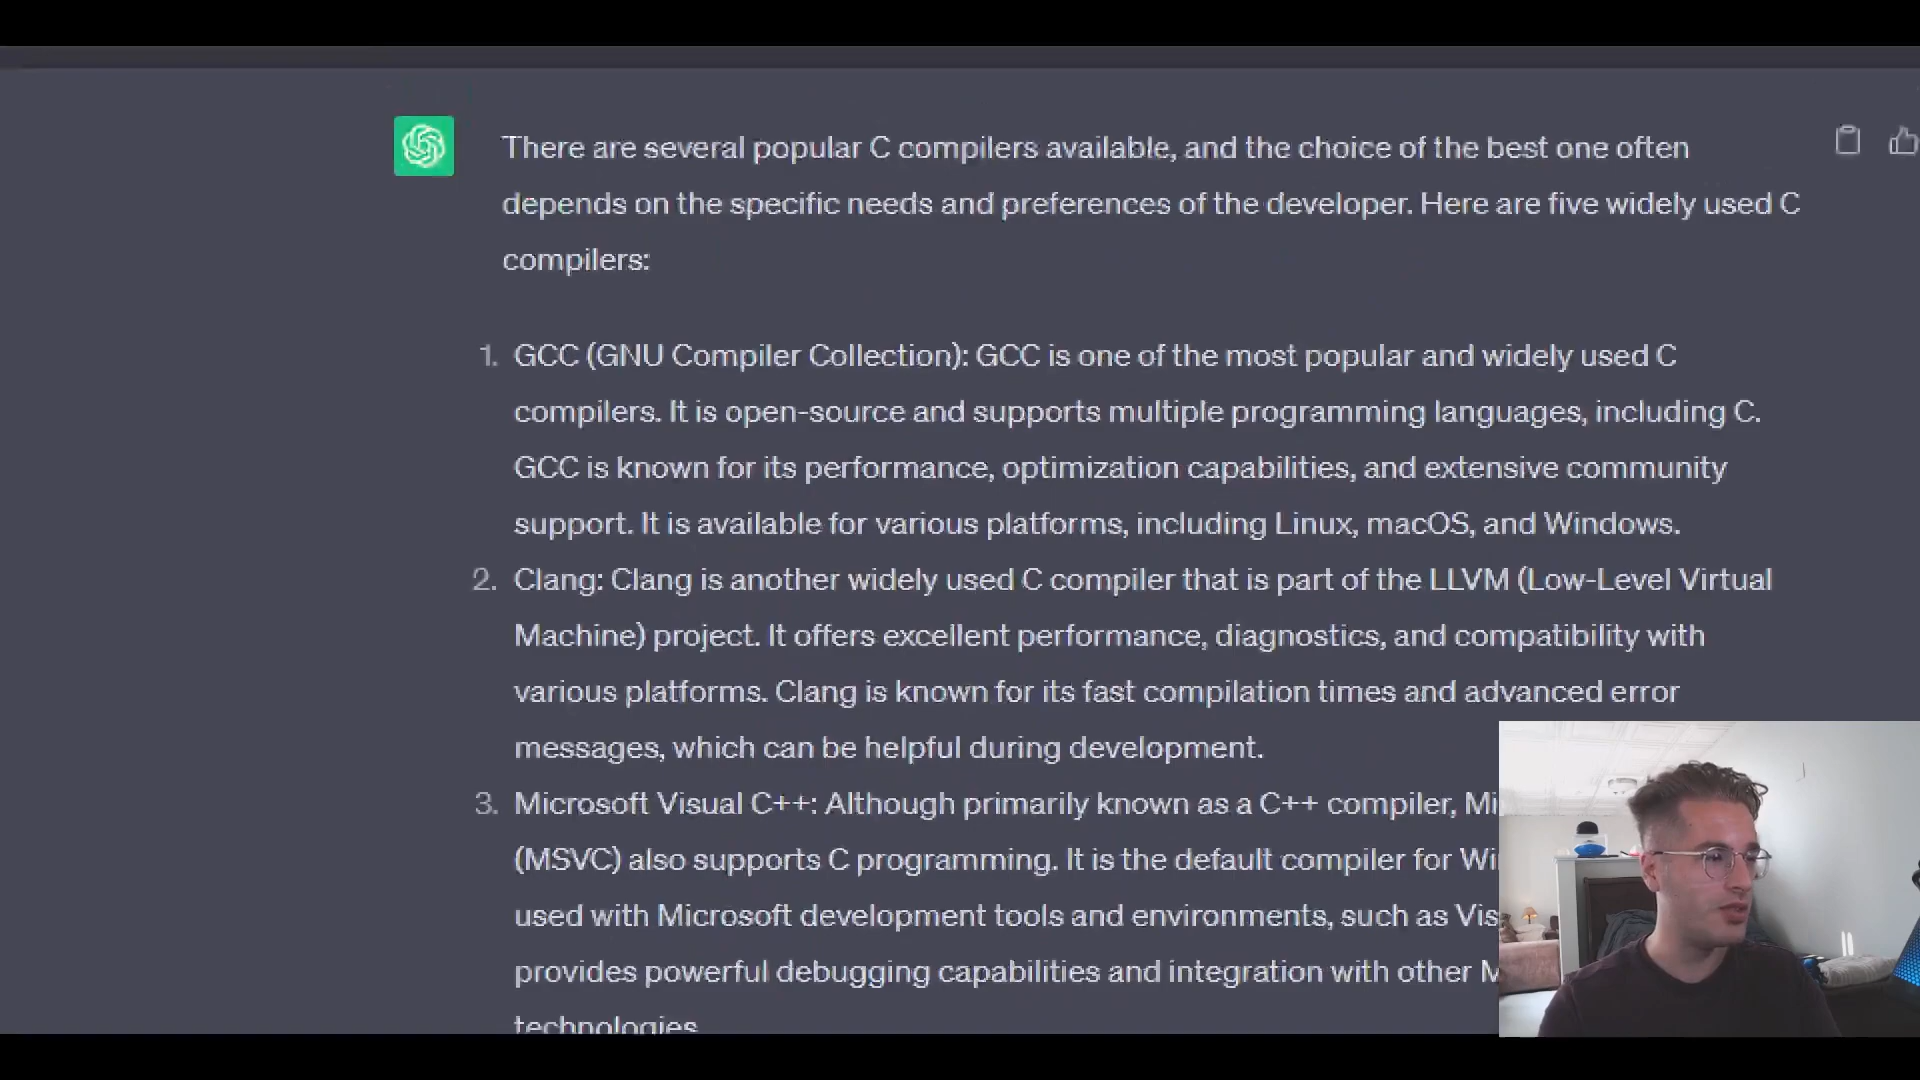 There are several popular C compilers available, and the choice of the best one often
depends on the specific needs and preferences of the developer. Here are five widely used C
compilers:
1. GCC (GNU Compiler Collection): GCC is one of the most popular and widely used C
compilers. It is open-source and supports multiple programming languages, including C.
GCC is known for its performance, optimization capabilities, and extensive community
support. It is available for various platforms, including Linux, macOS, and Windows.
2. Clang: Clang is another widely used C compiler that is part of the LLVM (Low-Level Virtual
Machine) project. It offers excellent performance, diagnostics, and compatibility with
various platforms. Clang is known for its fast compilation times and advanced error
messages, which can be helpful during development.
3. Microsoft Visual C++: Although primarily known as a C++ compiler,
(MSVC) also supports C programming. It is the default compiler for
used with Microsoft development tools and environments, such as
provides powerful debugging capabilities and integration with other
technologies